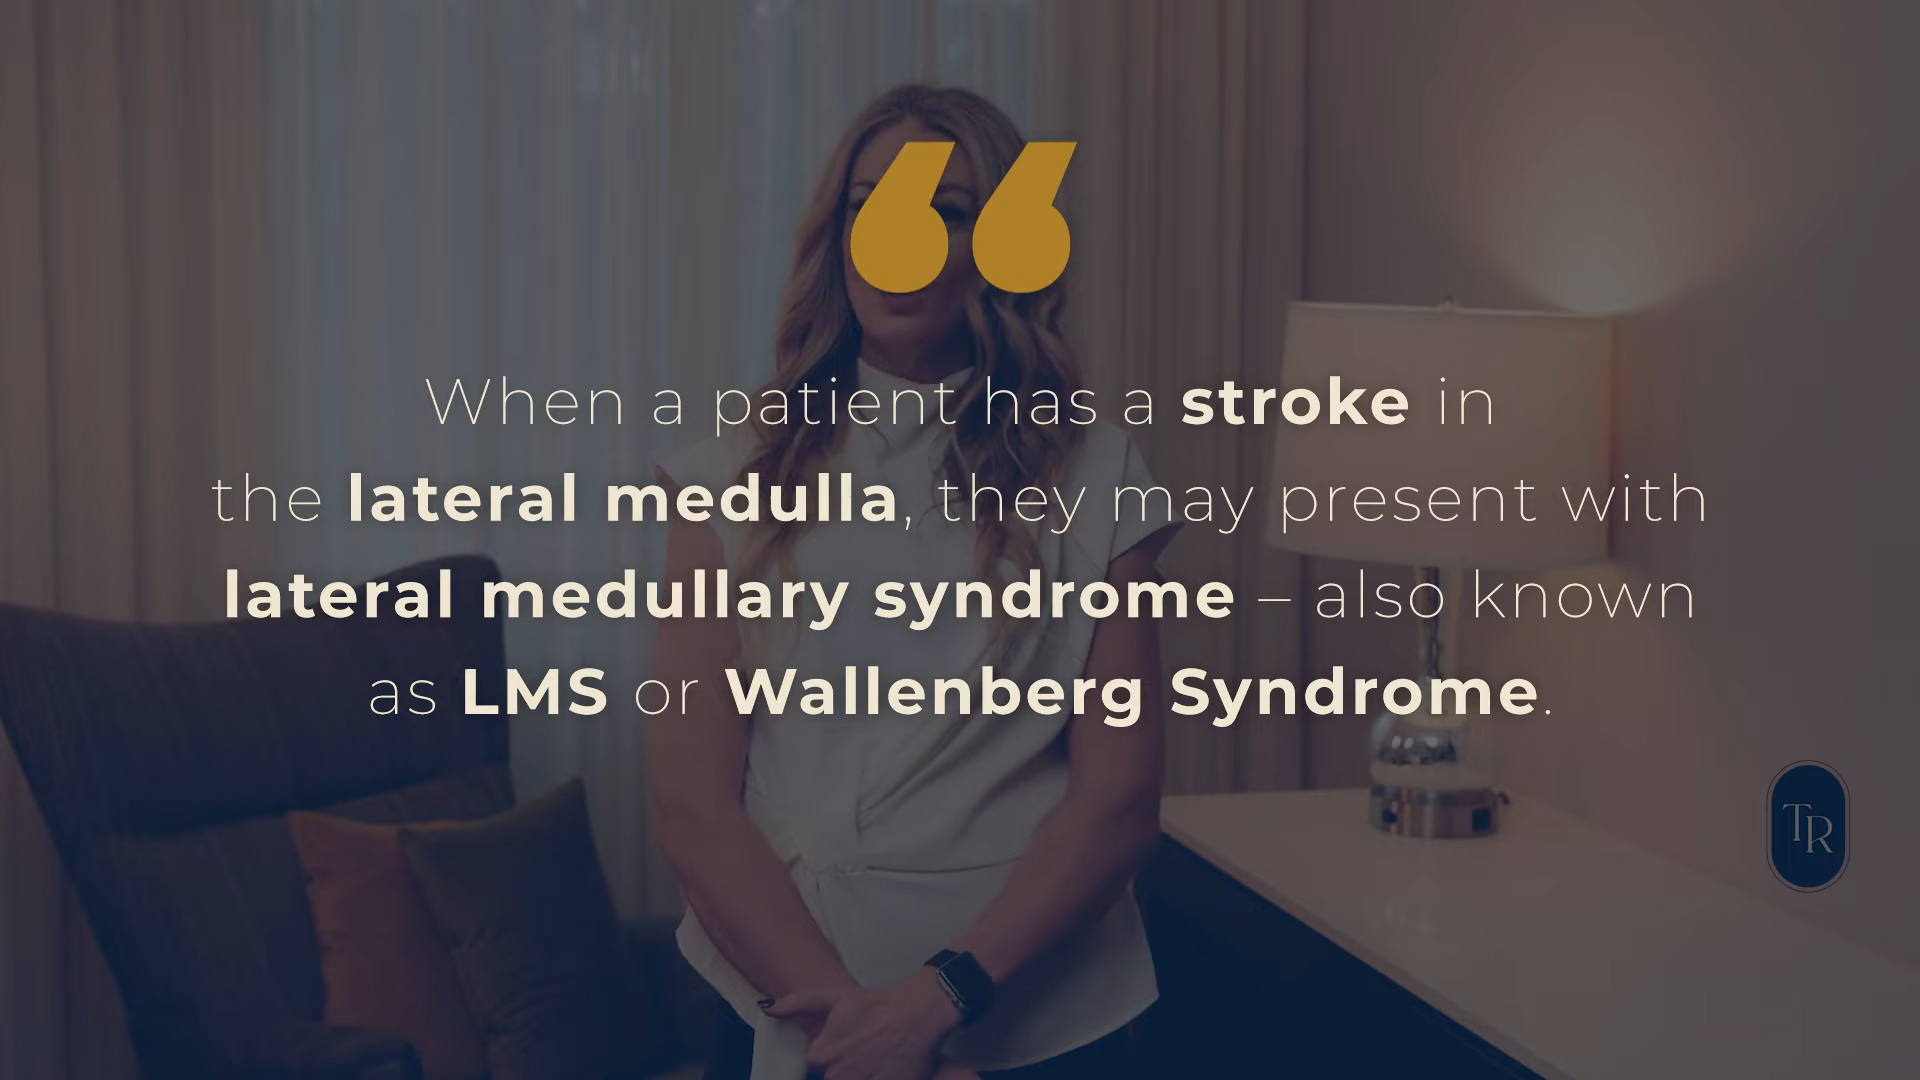 “
When a patient has a stroke in
the lateral medulla, they may present with
lateral medullary syndrome – also known
as LMS or Wallenberg Syndrome.
TR